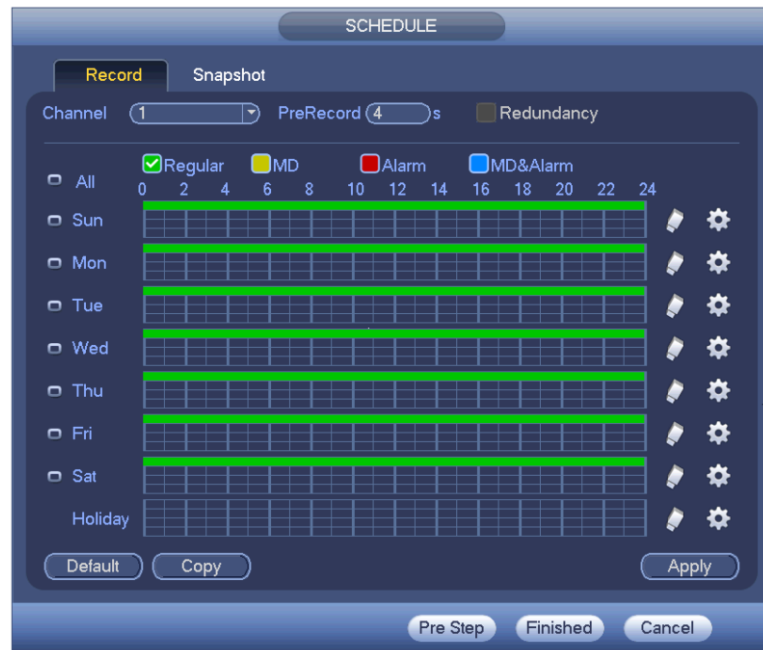 SCHEDULE
Record Snapshot
Channel 1 PreRecord 4 s Redundancy
All Regular MD Alarm MD&Alarm
0 2 4 6 8 10 12 14 16 18 20 22 24
Sun
Mon
Tue
Wed
Thu
Fri
Sat
Holiday
Default Copy Apply
Pre Step Finished Cancel